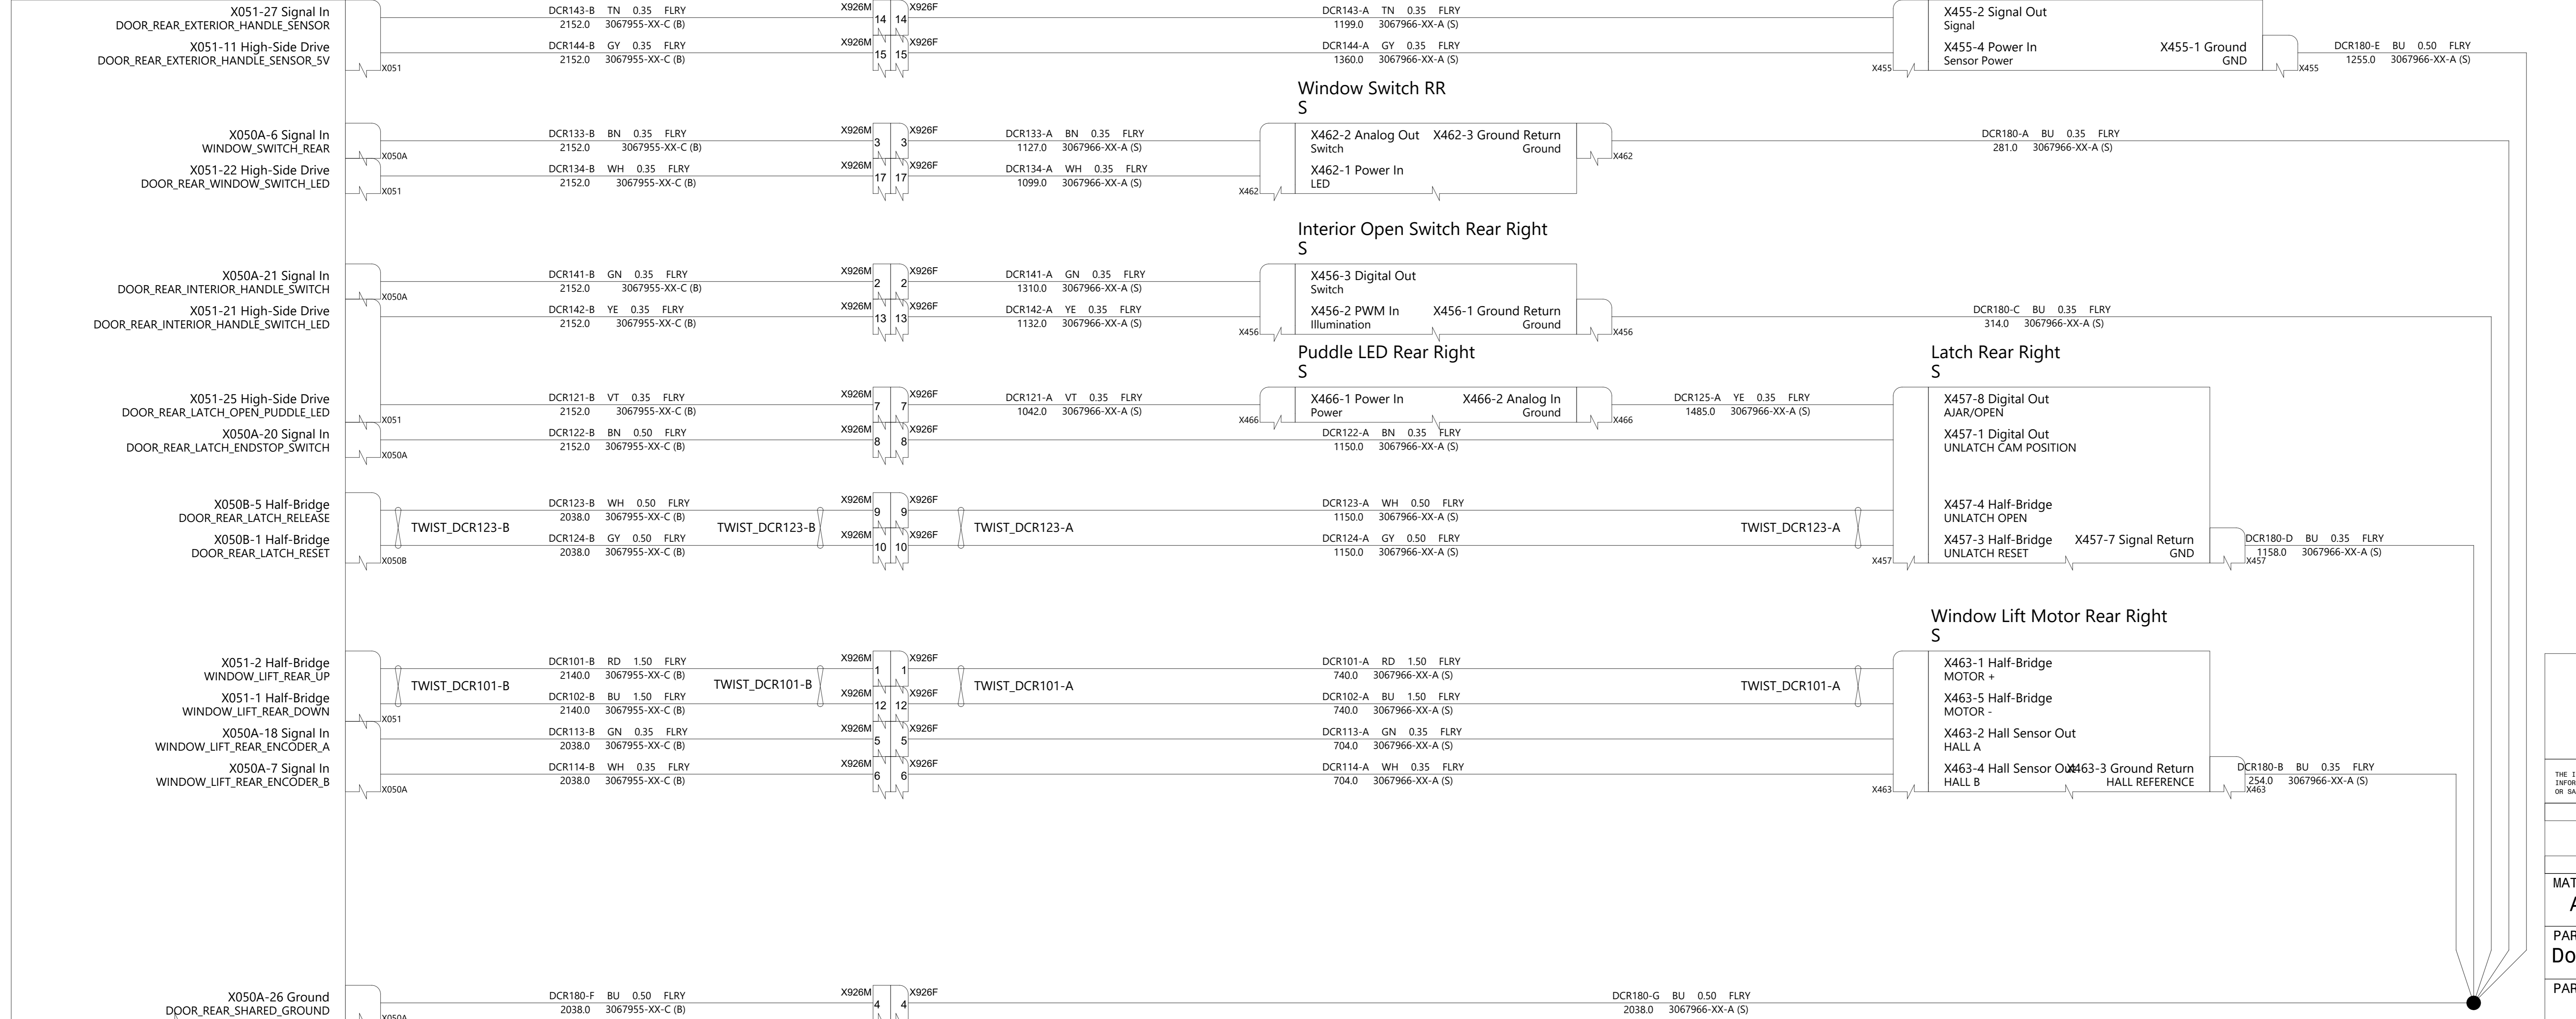 X051-27 Signal In
DOOR_REAR_EXTERIOR_HANDLE_SENSOR
DCR143-B TN 0.35 FLRY
2152.0 3067955-XX-C (B)
X926M 14 14 X926F
DCR143-A TN 0.35 FLRY
1199.0 3067966-XX-A (S)
X455-2 Signal Out
Signal
X051-11 High-Side Drive
DOOR_REAR_EXTERIOR_HANDLE_SENSOR_5V
X051
DCR144-B GY 0.35 FLRY
2152.0 3067955-XX-C (B)
X926M 15 15 X926F
DCR144-A GY 0.35 FLRY
1360.0 3067966-XX-A (S)
X455
X455-4 Power In
Sensor Power
X455-1 Ground
GND
X455
DCR180-E BU 0.50 FLRY
1255.0 3067966-XX-A (S)
Window Switch RR
S
X050A-6 Signal In
WINDOW_SWITCH_REAR
X050A
DCR133-B BN 0.35 FLRY
2152.0 3067955-XX-C (B)
X926M 3 3 X926F
DCR133-A BN 0.35 FLRY
1127.0 3067966-XX-A (S)
X462-2 Analog Out
Switch
X462-3 Ground Return
Ground
X462
DCR180-A BU 0.35 FLRY
281.0 3067966-XX-A (S)
X051-22 High-Side Drive
DOOR_REAR_WINDOW_SWITCH_LED
X051
DCR134-B WH 0.35 FLRY
2152.0 3067955-XX-C (B)
X926M 17 17 X926F
DCR134-A WH 0.35 FLRY
1099.0 3067966-XX-A (S)
X462
X462-1 Power In
LED
Interior Open Switch Rear Right
S
X050A-21 Signal In
DOOR_REAR_INTERIOR_HANDLE_SWITCH
X050A
DCR141-B GN 0.35 FLRY
2152.0 3067955-XX-C (B)
X926M 2 2 X926F
DCR141-A GN 0.35 FLRY
1310.0 3067966-XX-A (S)
X456-3 Digital Out
Switch
X051-21 High-Side Drive
DOOR_REAR_INTERIOR_HANDLE_SWITCH_LED
DCR142-B YE 0.35 FLRY
2152.0 3067955-XX-C (B)
X926M 13 13 X926F
DCR142-A YE 0.35 FLRY
1132.0 3067966-XX-A (S)
X456
X456-2 PWM In
Illumination
X456-1 Ground Return
Ground
X456
DCR180-C BU 0.35 FLRY
314.0 3067966-XX-A (S)
Puddle LED Rear Right
S
Latch Rear Right
S
X051-25 High-Side Drive
DOOR_REAR_LATCH_OPEN_PUDDLE_LED
X051
DCR121-B VT 0.35 FLRY
2152.0 3067955-XX-C (B)
X926M 7 7 X926F
DCR121-A VT 0.35 FLRY
1042.0 3067966-XX-A (S)
X466
X466-1 Power In
Power
X466-2 Analog In
Ground
X466
DCR125-A YE 0.35 FLRY
1485.0 3067966-XX-A (S)
X457-8 Digital Out
AJAR/OPEN
X050A-20 Signal In
DOOR_REAR_LATCH_ENDSTOP_SWITCH
X050A
DCR122-B BN 0.50 FLRY
2152.0 3067955-XX-C (B)
X926M 8 8 X926F
DCR122-A BN 0.35 FLRY
1150.0 3067966-XX-A (S)
X457-1 Digital Out
UNLATCH CAM POSITION
X050B-5 Half-Bridge
DOOR_REAR_LATCH_RELEASE
DCR123-B WH 0.50 FLRY
2038.0 3067955-XX-C (B)
X926M 9 9 X926F
DCR123-A WH 0.50 FLRY
1150.0 3067966-XX-A (S)
X457-4 Half-Bridge
UNLATCH OPEN
TWIST_DCR123-B TWIST_DCR123-B TWIST_DCR123-A TWIST_DCR123-A
X050B-1 Half-Bridge
DOOR_REAR_LATCH_RESET
X050B
DCR124-B GY 0.50 FLRY
2038.0 3067955-XX-C (B)
X926M 10 10 X926F
DCR124-A GY 0.50 FLRY
1150.0 3067966-XX-A (S)
X457
X457-3 Half-Bridge
UNLATCH RESET
X457-7 Signal Return
GND
X457
DCR180-D BU 0.35 FLRY
1158.0 3067966-XX-A (S)
Window Lift Motor Rear Right
S
X051-2 Half-Bridge
WINDOW_LIFT_REAR_UP
DCR101-B RD 1.50 FLRY
2140.0 3067955-XX-C (B)
X926M 1 1 X926F
DCR101-A RD 1.50 FLRY
740.0 3067966-XX-A (S)
X463-1 Half-Bridge
MOTOR +
TWIST_DCR101-B TWIST_DCR101-B TWIST_DCR101-A TWIST_DCR101-A
X051-1 Half-Bridge
WINDOW_LIFT_REAR_DOWN
X051
DCR102-B BU 1.50 FLRY
2140.0 3067955-XX-C (B)
X926M 12 12 X926F
DCR102-A BU 1.50 FLRY
740.0 3067966-XX-A (S)
X463-5 Half-Bridge
MOTOR -
X050A-18 Signal In
WINDOW_LIFT_REAR_ENCODER_A
DCR113-B GN 0.35 FLRY
2038.0 3067955-XX-C (B)
X926M 5 5 X926F
DCR113-A GN 0.35 FLRY
704.0 3067966-XX-A (S)
X463-2 Hall Sensor Out
HALL A
X050A-7 Signal In
WINDOW_LIFT_REAR_ENCODER_B
X050A
DCR114-B WH 0.35 FLRY
2038.0 3067955-XX-C (B)
X926M 6 6 X926F
DCR114-A WH 0.35 FLRY
704.0 3067966-XX-A (S)
X463
X463-4 Hall Sensor Out
HALL B
X463-3 Ground Return
HALL REFERENCE
X463
DCR180-B BU 0.35 FLRY
254.0 3067966-XX-A (S)
THE I
INFOR
OR SA
MAT
A
PAR
Do
PAR
X050A-26 Ground
DOOR_REAR_SHARED_GROUND
X050A
DCR180-F BU 0.50 FLRY
2038.0 3067955-XX-C (B)
X926M 4 4 X926F
DCR180-G BU 0.50 FLRY
2038.0 3067966-XX-A (S)